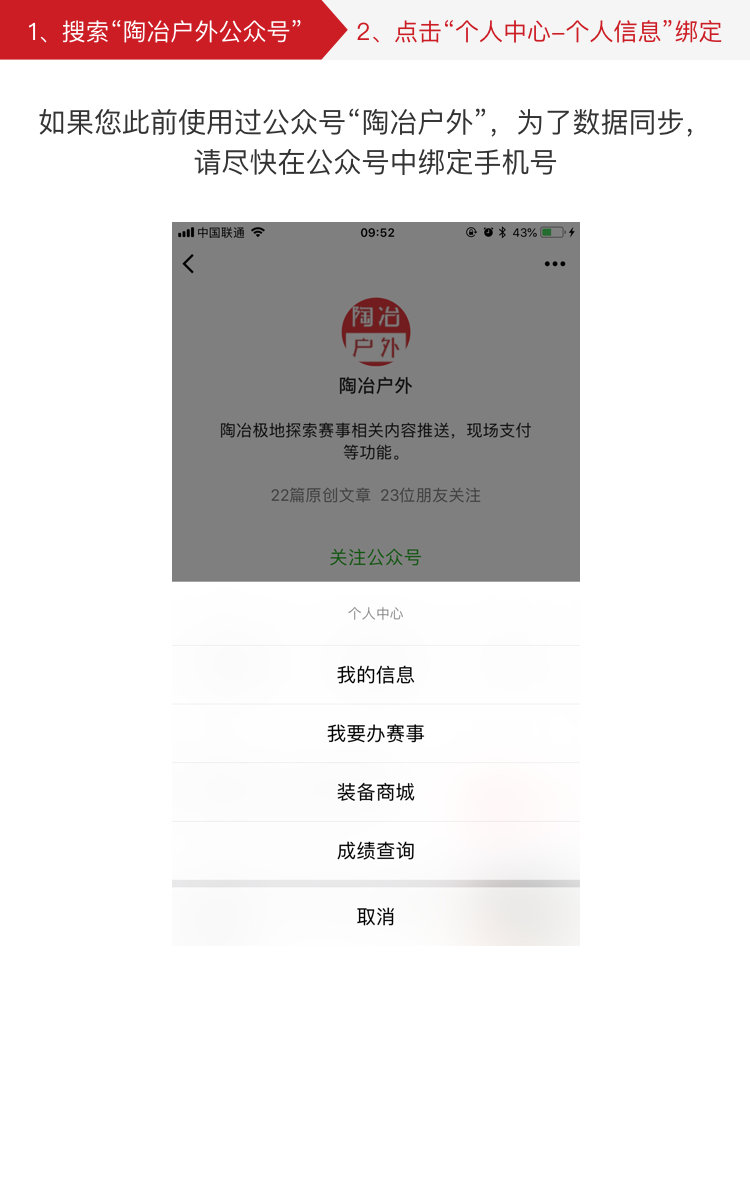 1、搜索“陶冶户外公众号”
2、点击“个人中心-个人信息”绑定
如果您此前使用过公众号“陶冶户外”，为了数据同步，
请尽快在公众号中绑定手机号
中国联通
09:52
43%
陶冶
户外
陶冶户外
陶冶极地探索赛事相关内容推送，现场支付
等功能。
22篇原创文章 23位朋友关注
关注公众号
个人中心
我的信息
我要办赛事
装备商城
成绩查询
取消